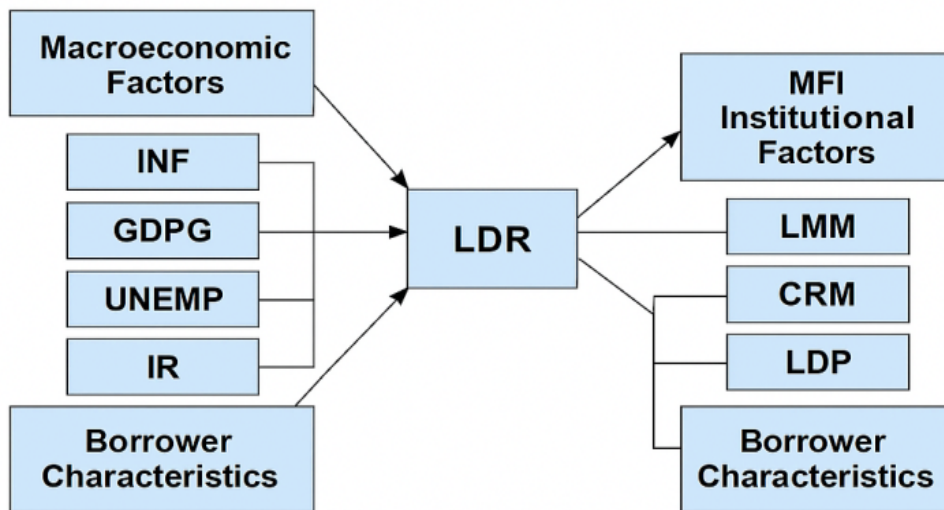 Macroeconomic
Factors
INF
GDPG
UNEMP
IR
Borrower
Characteristics
LDR
MFI
Institutional
Factors
LMM
CRM
LDP
Borrower
Characteristics